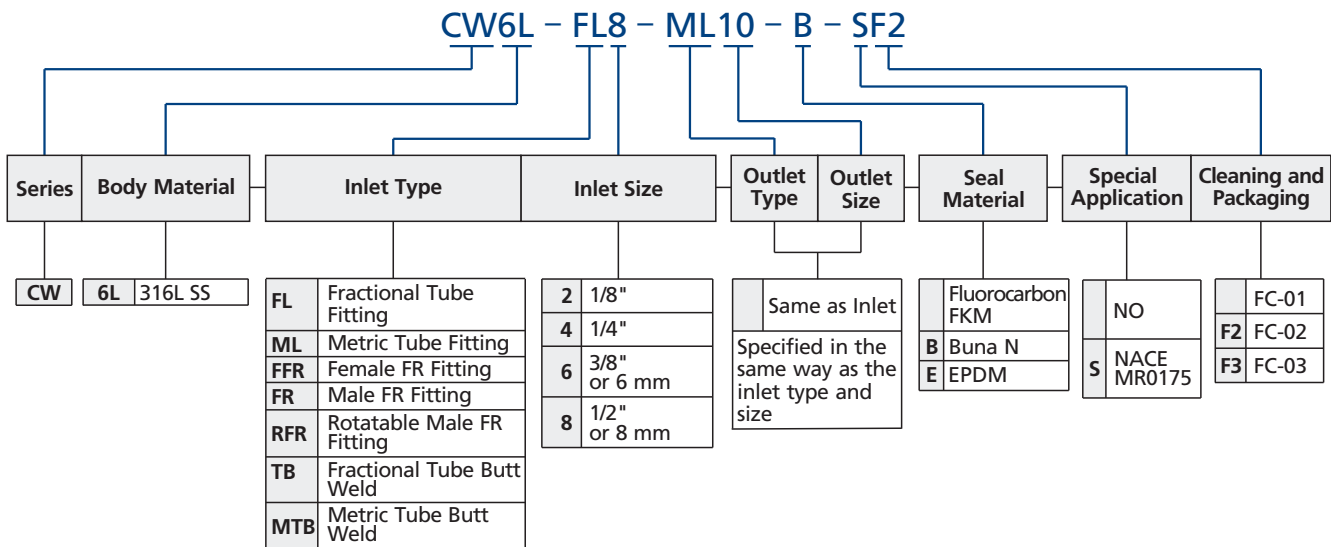 CW6L – FL8 – ML10 – B – SF2
Series
Body Material
Inlet Type
Inlet Size
Outlet
Type
Outlet
Size
Seal
Material
Special
Application
Cleaning and
Packaging
CW
6L 316L SS
FL Fractional Tube
Fitting
ML Metric Tube Fitting
FFR Female FR Fitting
FR Male FR Fitting
RFR Rotatable Male FR
Fitting
TB Fractional Tube Butt
Weld
MTB Metric Tube Butt
Weld
2 1/8"
4 1/4"
6 3/8"
or 6 mm
8 1/2"
or 8 mm
Same as Inlet
Specified in the
same way as the
inlet type and
size
Fluorocarbon
FKM
B Buna N
E EPDM
NO
S NACE
MR0175
FC-01
F2 FC-02
F3 FC-03